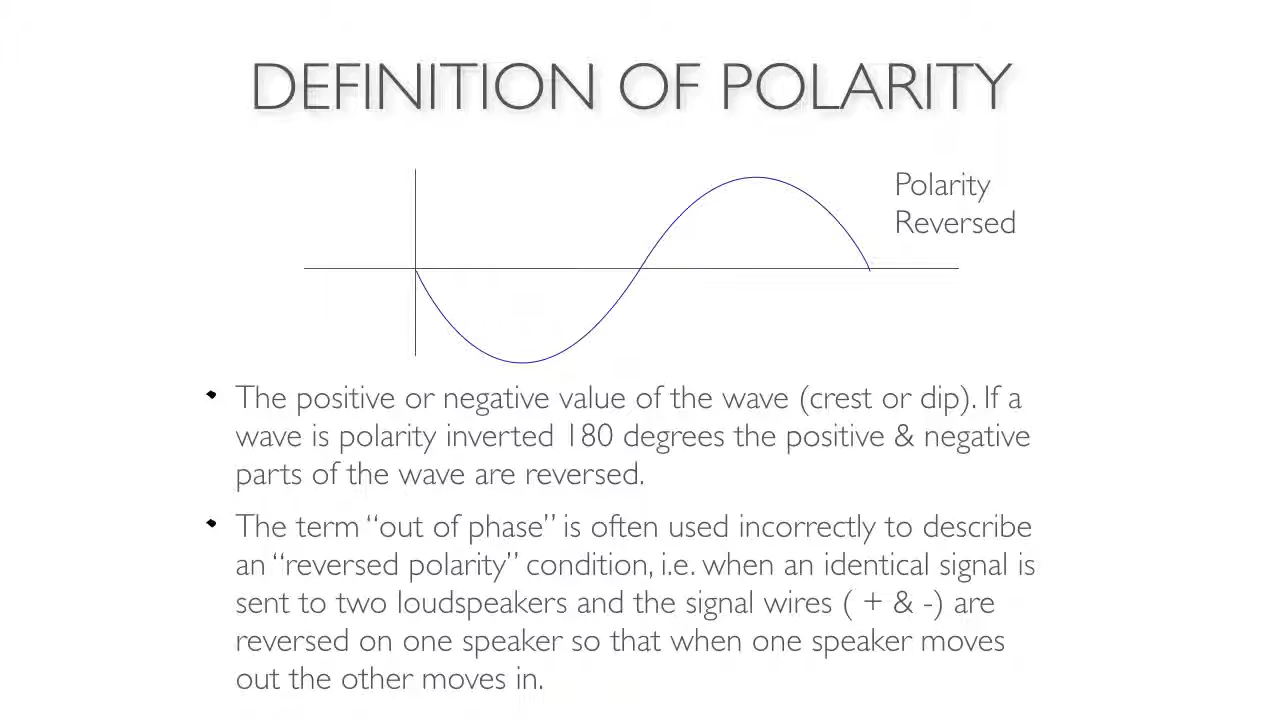 DEFINITION OF POLARITY
Polarity
Reversed
• The positive or negative value of the wave (crest or dip). If a
wave is polarity inverted 180 degrees the positive & negative
parts of the wave are reversed.
• The term “out of phase” is often used incorrectly to describe
an “reversed polarity” condition, i.e. when an identical signal is
sent to two loudspeakers and the signal wires ( + & -) are
reversed on one speaker so that when one speaker moves
out the other moves in.